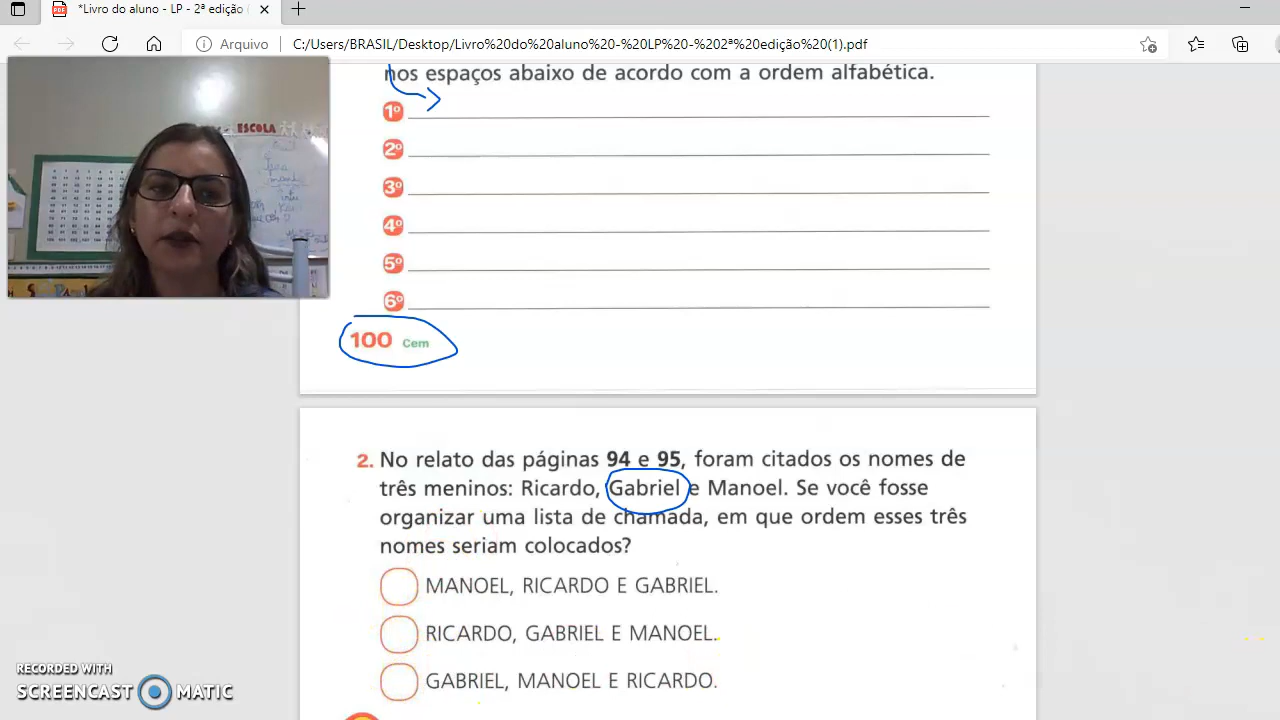 *Livro do aluno - LP - 2ª edição (
Arquivo
C:/Users/BRASIL/Desktop/Livro%20do%20aluno%20-%20LP%20-%202ª%20edição%20(1).pdf
nos espaços abaixo de acordo com a ordem alfabética.
1º
2º
3º
4º
5º
6º
100 Cem
ESCOLA
2. No relato das páginas 94 e 95, foram citados os nomes de
três meninos: Ricardo, Gabriel e Manoel. Se você fosse
organizar uma lista de chamada, em que ordem esses três
nomes seriam colocados?
MANOEL, RICARDO E GABRIEL.
RICARDO, GABRIEL E MANOEL.
GABRIEL, MANOEL E RICARDO.
RECORDED WITH
SCREENCAST MATIC